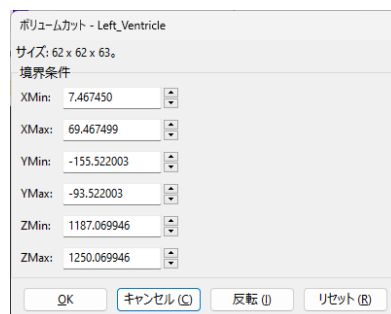 ボリュームカット - Left_Ventricle
サイズ: 62 x 62 x 63。
境界条件
XMin: 7.467450
XMax: 69.467499
YMin: -155.522003
YMax: -93.522003
ZMin: 1187.069946
ZMax: 1250.069946
OK キャンセル (C) 反転 (I) リセット (R)